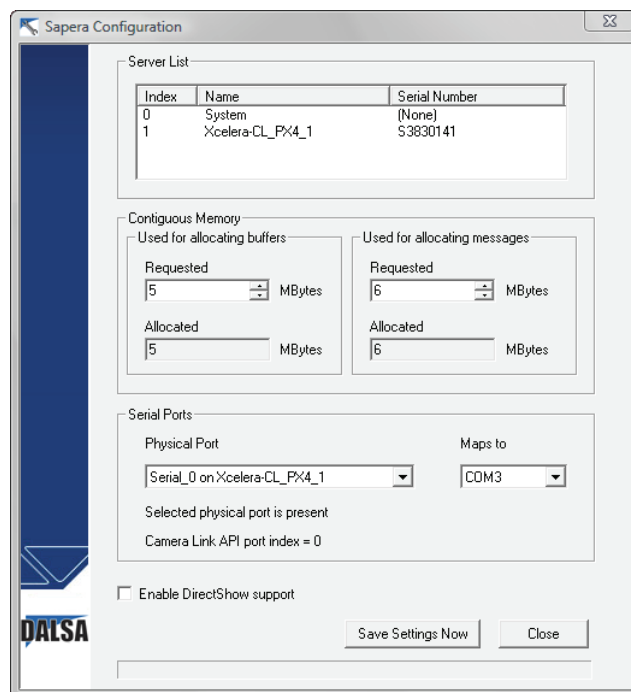 Sapera Configuration
Server List
Index Name Serial Number
0 System (None)
1 Xcelera-CL_PX4_1 S3830141
Contiguous Memory
Used for allocating buffers Used for allocating messages
Requested Requested
5 MBytes 6 MBytes
Allocated Allocated
5 MBytes 6 MBytes
Serial Ports
Physical Port Maps to
Serial_0 on Xcelera-CL_PX4_1 COM3
Selected physical port is present
Camera Link API port index = 0
Enable DirectShow support
DALSA
Save Settings Now Close